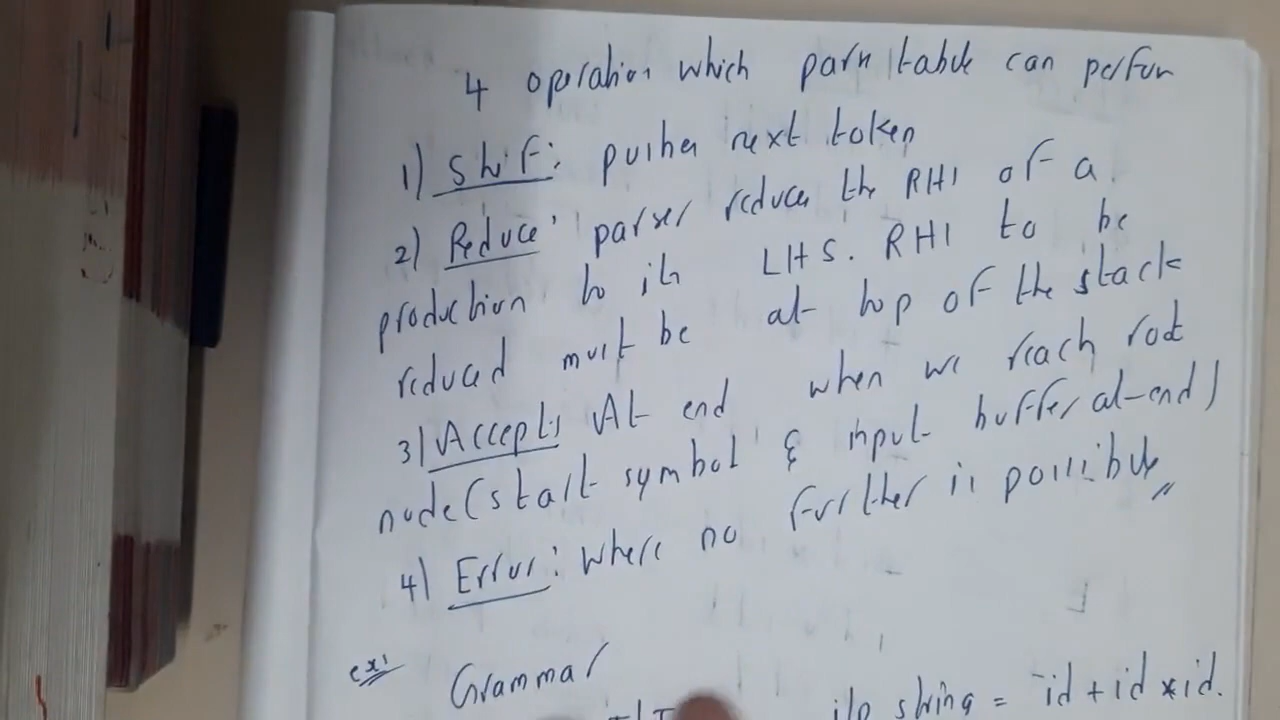 4 operation which parse table can perform
1) Shift: pushes next token
2) Reduce: parser reduces the RHS of a
production to its LHS. RHS to be
reduced must be at top of the stack
3) Accept: At end when we reach root
node (start symbol & input buffer at end)
4) Error: where no further is possible
ex: Grammar
i/p string = id + id * id.